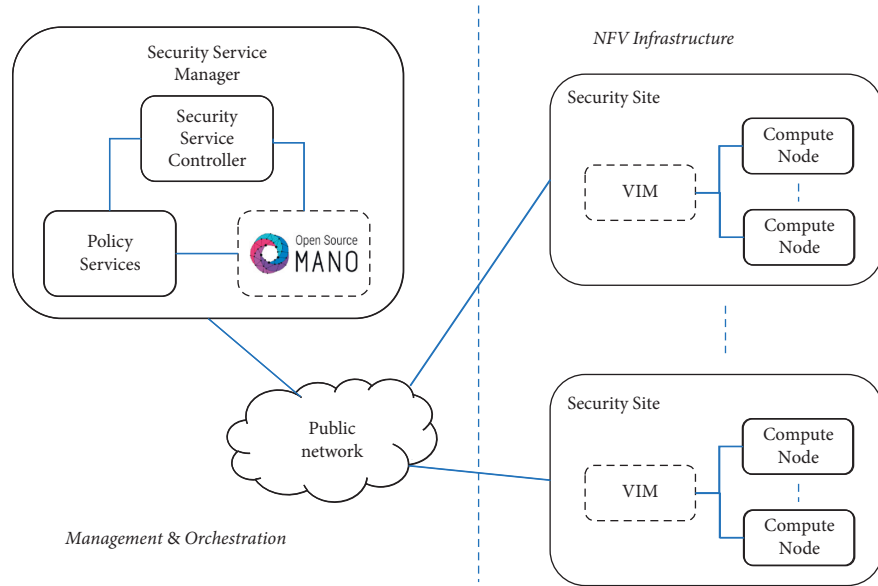 Security Service
Manager
Security
Service
Controller
Policy
Services
Open Source
MANO
Public
network
Management & Orchestration
NFV Infrastructure
Security Site
VIM
Compute
Node
Compute
Node
Security Site
VIM
Compute
Node
Compute
Node